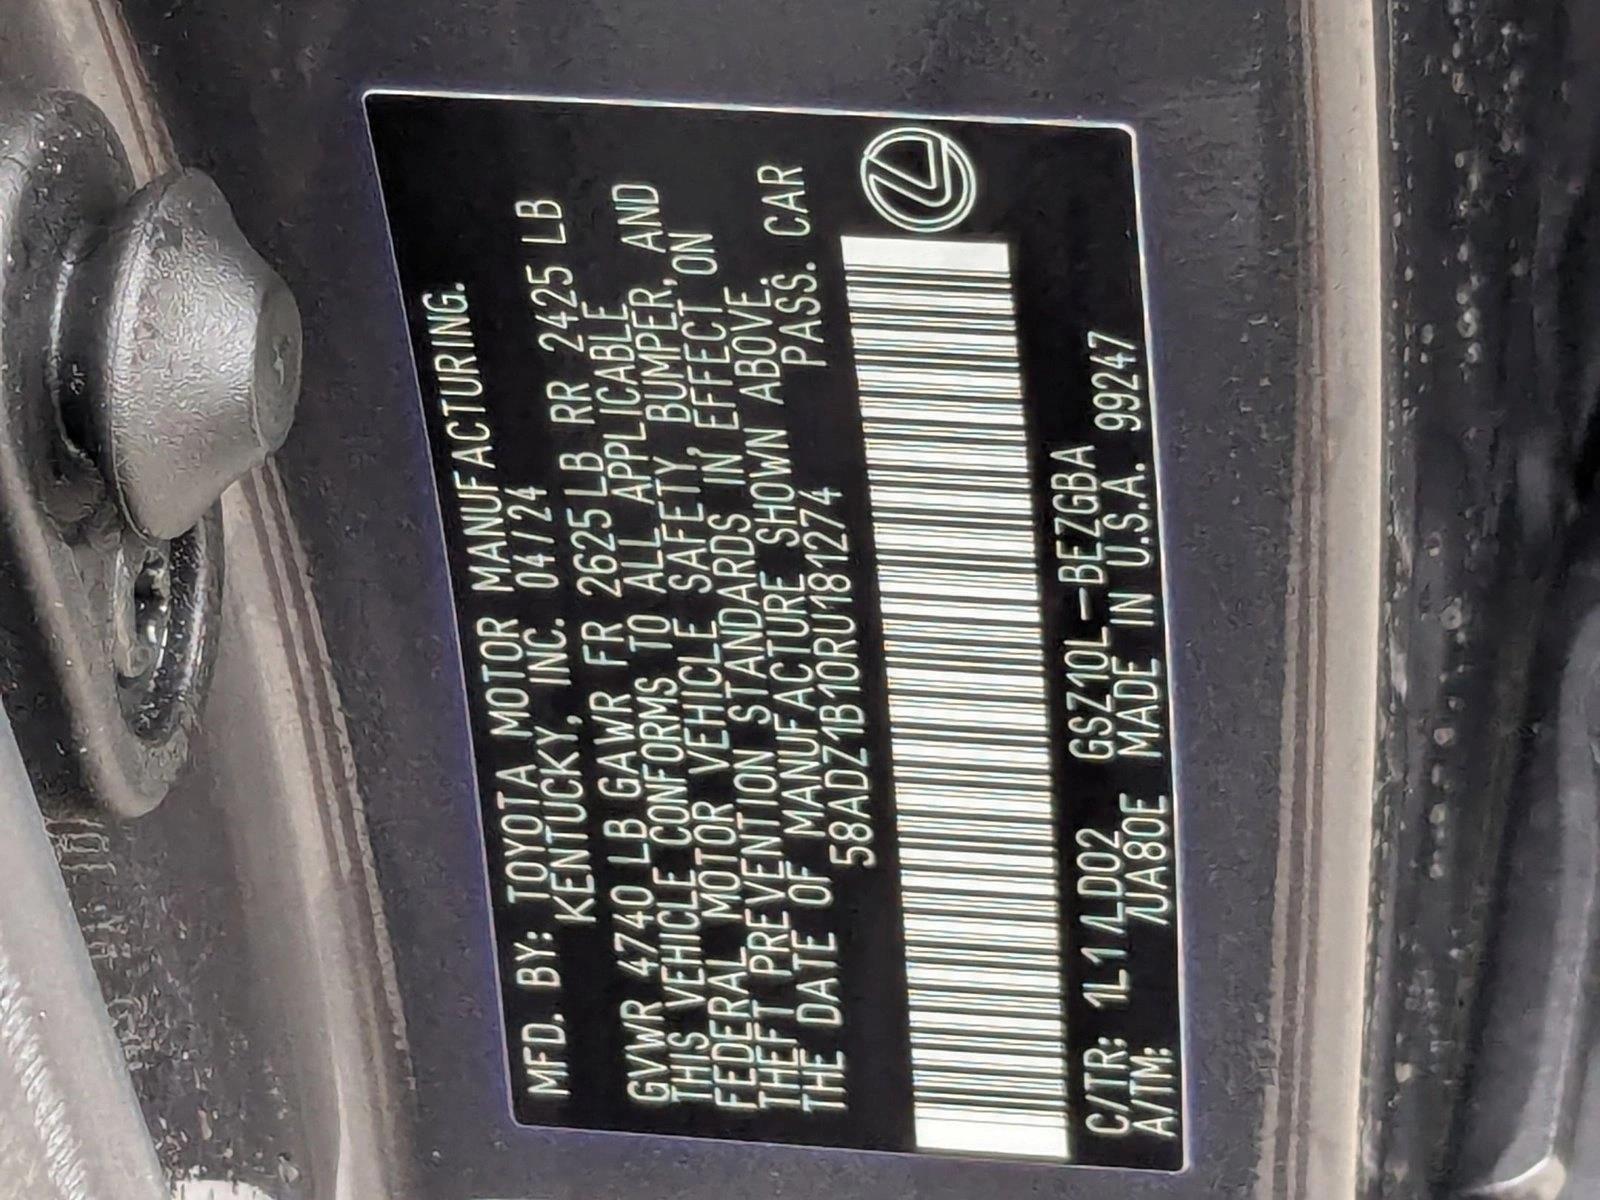 MFD. BY: TOYOTA MOTOR MANUFACTURING.
KENTUCKY, INC. 04/24
GVWR 4740 LB GAWR FR 2625 LB RR 2425 LB
THIS VEHICLE CONFORMS TO ALL APPLICABLE
FEDERAL MOTOR VEHICLE SAFETY, BUMPER, AND
THEFT PREVENTION STANDARDS IN EFFECT ON
THE DATE OF MANUFACTURE SHOWN ABOVE.
58ADZ1B10RU181274 PASS. CAR
C/TR: 1L1/LD02 GSZ10L-BEZGBA
A/TM: /UA80E MADE IN U.S.A. 99247